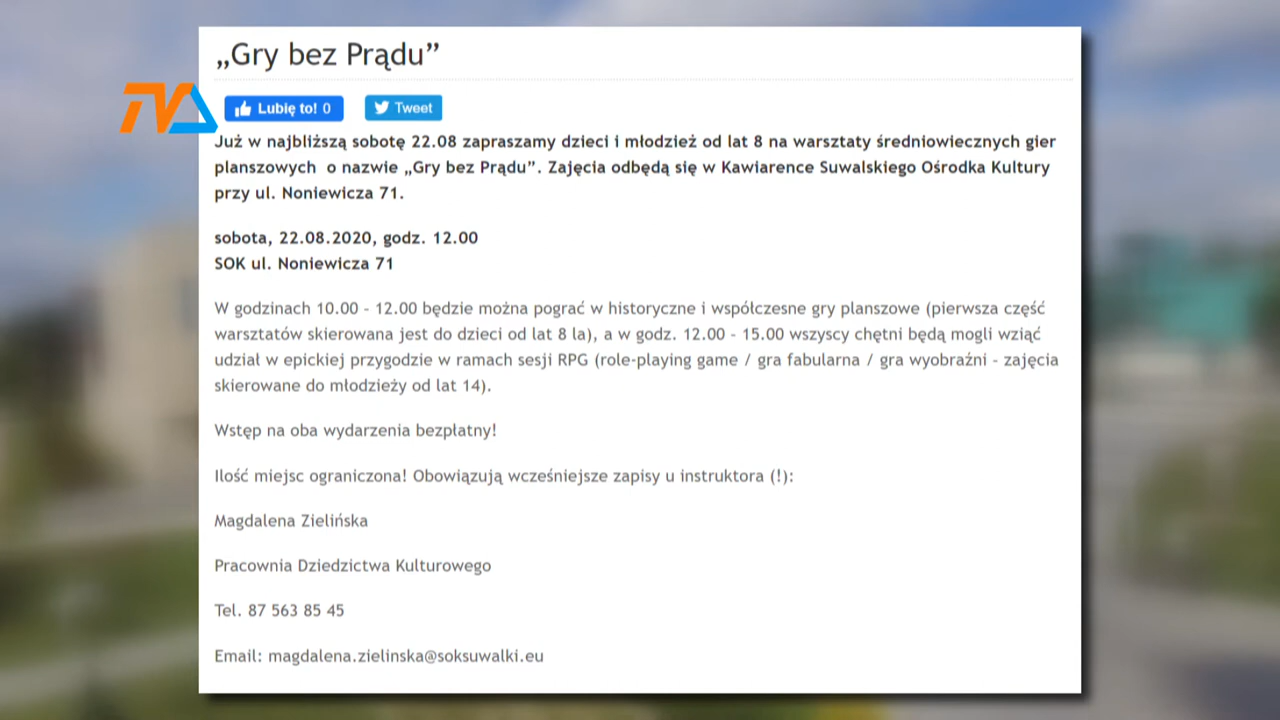 „Gry bez Prądu”
TVA
Lubię to! 0
Tweet
Już w najbliższą sobotę 22.08 zapraszamy dzieci i młodzież od lat 8 na warsztaty średniowiecznych gier
planszowych o nazwie „Gry bez Prądu”. Zajęcia odbędą się w Kawiarence Suwalskiego Ośrodka Kultury
przy ul. Noniewicza 71.
sobota, 22.08.2020, godz. 12.00
SOK ul. Noniewicza 71
W godzinach 10.00 - 12.00 będzie można pograć w historyczne i współczesne gry planszowe (pierwsza część
warsztatów skierowana jest do dzieci od lat 8 la), a w godz. 12.00 - 15.00 wszyscy chętni będą mogli wziąć
udział w epickiej przygodzie w ramach sesji RPG (role-playing game / gra fabularna / gra wyobraźni - zajęcia
skierowane do młodzieży od lat 14).
Wstęp na oba wydarzenia bezpłatny!
Ilość miejsc ograniczona! Obowiązują wcześniejsze zapisy u instruktora (!):
Magdalena Zielińska
Pracownia Dziedzictwa Kulturowego
Tel. 87 563 85 45
Email: magdalena.zielinska@soksuwalki.eu